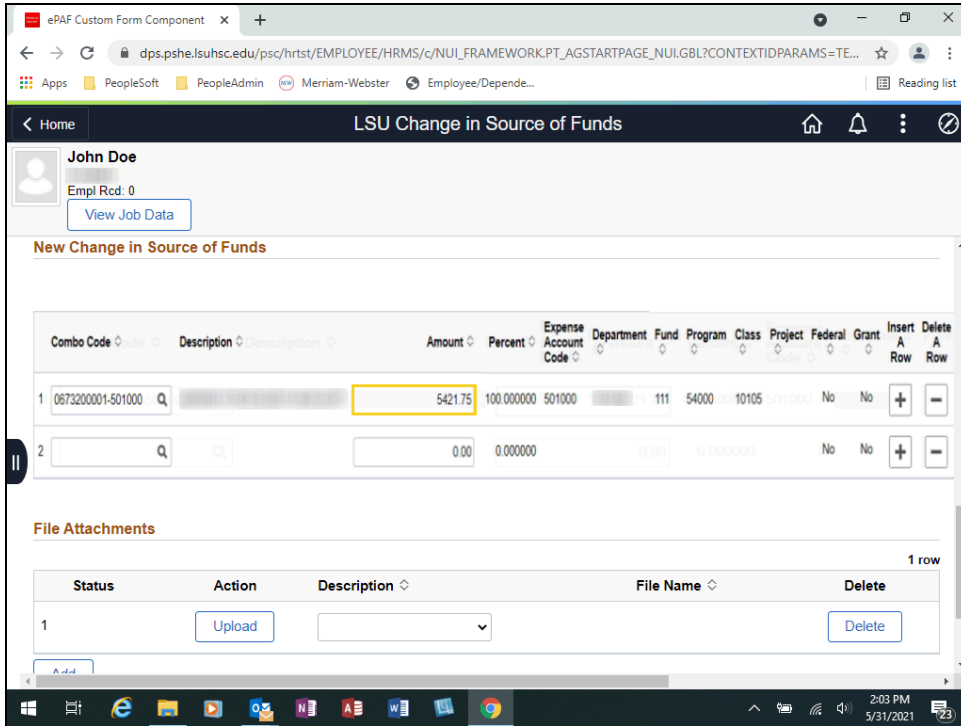 ePAF Custom Form Component
dps.pshe.lsuhsc.edu/psc/hrtst/EMPLOYEE/HRMS/c/NUI_FRAMEWORK.PT_AGSTARTPAGE_NUI.GBL?CONTEXTIDPARAMS=TE...
Apps PeopleSoft PeopleAdmin MW Merriam-Webster Employee/Depende... Reading list
Home LSU Change in Source of Funds
John Doe
Empl Rcd: 0
View Job Data
New Change in Source of Funds
Combo Code Description Amount Percent Expense Account Code Department Fund Program Class Project Federal Grant Insert A Row Delete A Row
1 0673200001-501000 5421.75 100.000000 501000 111 54000 10105 No No + -
2 0.00 0.000000 No No + -
File Attachments
1 row
Status Action Description File Name Delete
1 Upload Delete
Add
2:03 PM
5/31/2021
23